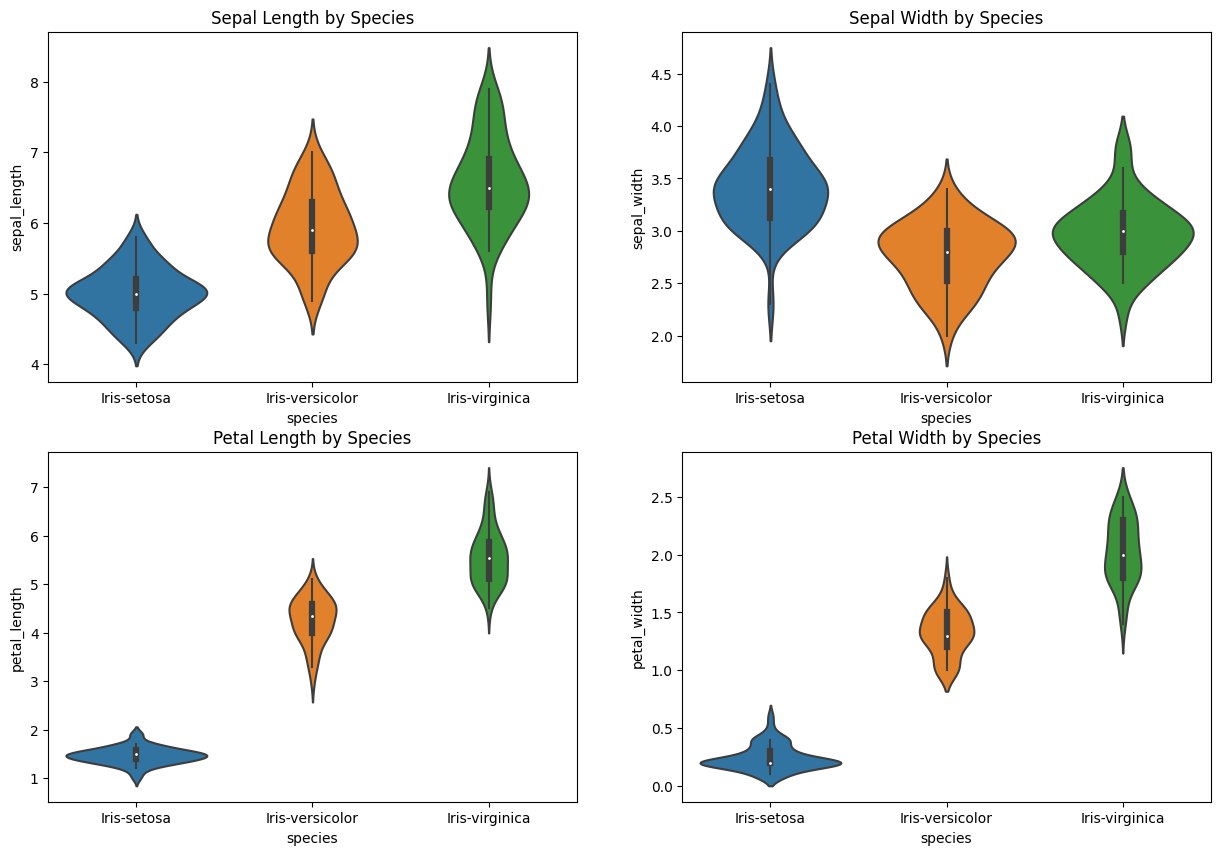 Sepal Length by Species
sepal_length
8
7
6
5
4
Iris-setosa Iris-versicolor Iris-virginica
species
Sepal Width by Species
sepal_width
4.5
4.0
3.5
3.0
2.5
2.0
Iris-setosa Iris-versicolor Iris-virginica
species
Petal Length by Species
petal_length
7
6
5
4
3
2
1
Iris-setosa Iris-versicolor Iris-virginica
species
Petal Width by Species
petal_width
2.5
2.0
1.5
1.0
0.5
0.0
Iris-setosa Iris-versicolor Iris-virginica
species